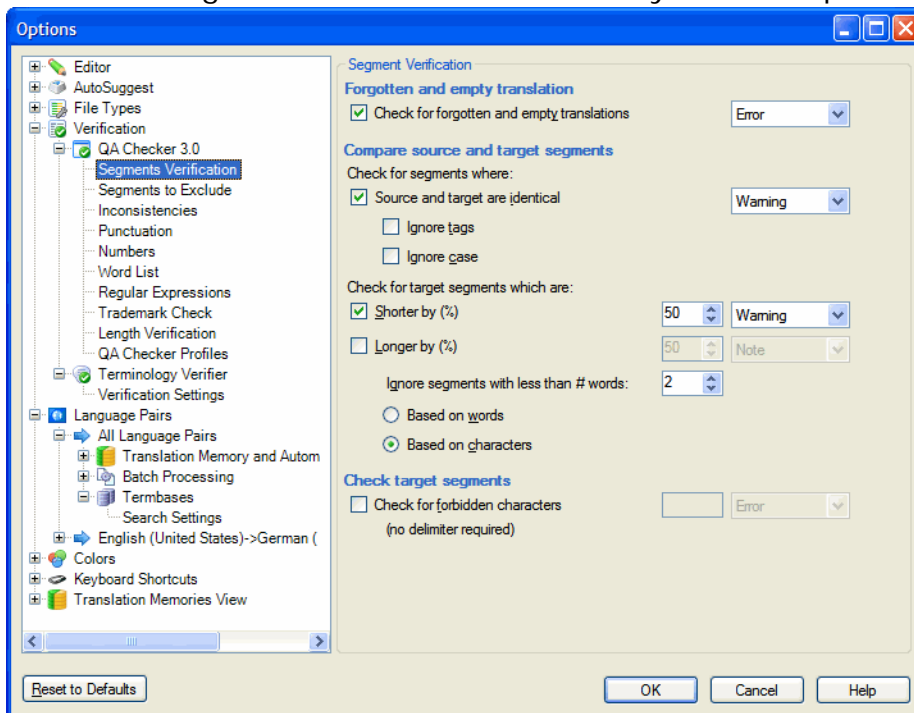 Options
Editor
AutoSuggest
File Types
Verification
QA Checker 3.0
Segments Verification
Segments to Exclude
Inconsistencies
Punctuation
Numbers
Word List
Regular Expressions
Trademark Check
Length Verification
QA Checker Profiles
Terminology Verifier
Verification Settings
Language Pairs
All Language Pairs
Translation Memory and Autom
Batch Processing
Termbases
Search Settings
English (United States)->German (
Colors
Keyboard Shortcuts
Translation Memories View
Segment Verification
Forgotten and empty translation
Check for forgotten and empty translations Error
Compare source and target segments
Check for segments where:
Source and target are identical Warning
Ignore tags
Ignore case
Check for target segments which are:
Shorter by (%) 50 Warning
Longer by (%) 50 Note
Ignore segments with less than # words: 2
Based on words
Based on characters
Check target segments
Check for forbidden characters Error
(no delimiter required)
Reset to Defaults OK Cancel Help